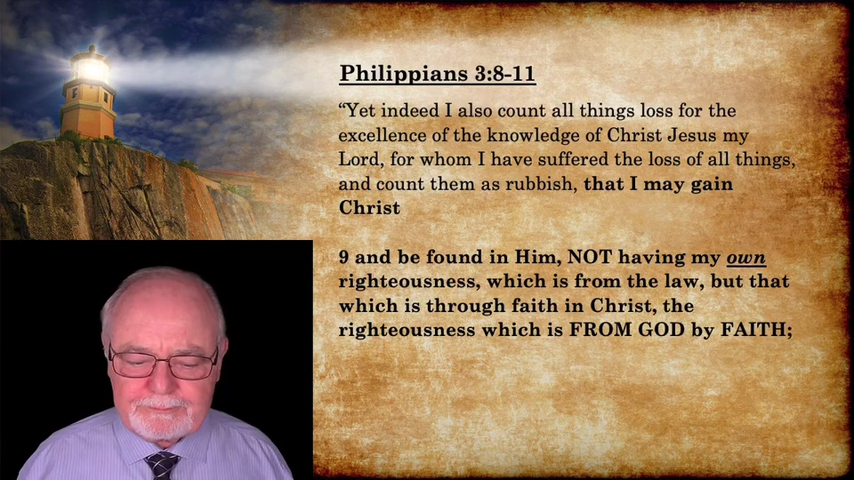 Philippians 3:8-11
“Yet indeed I also count all things loss for the
excellence of the knowledge of Christ Jesus my
Lord, for whom I have suffered the loss of all things,
and count them as rubbish, that I may gain
Christ
9 and be found in Him, NOT having my own
righteousness, which is from the law, but that
which is through faith in Christ, the
righteousness which is FROM GOD by FAITH;